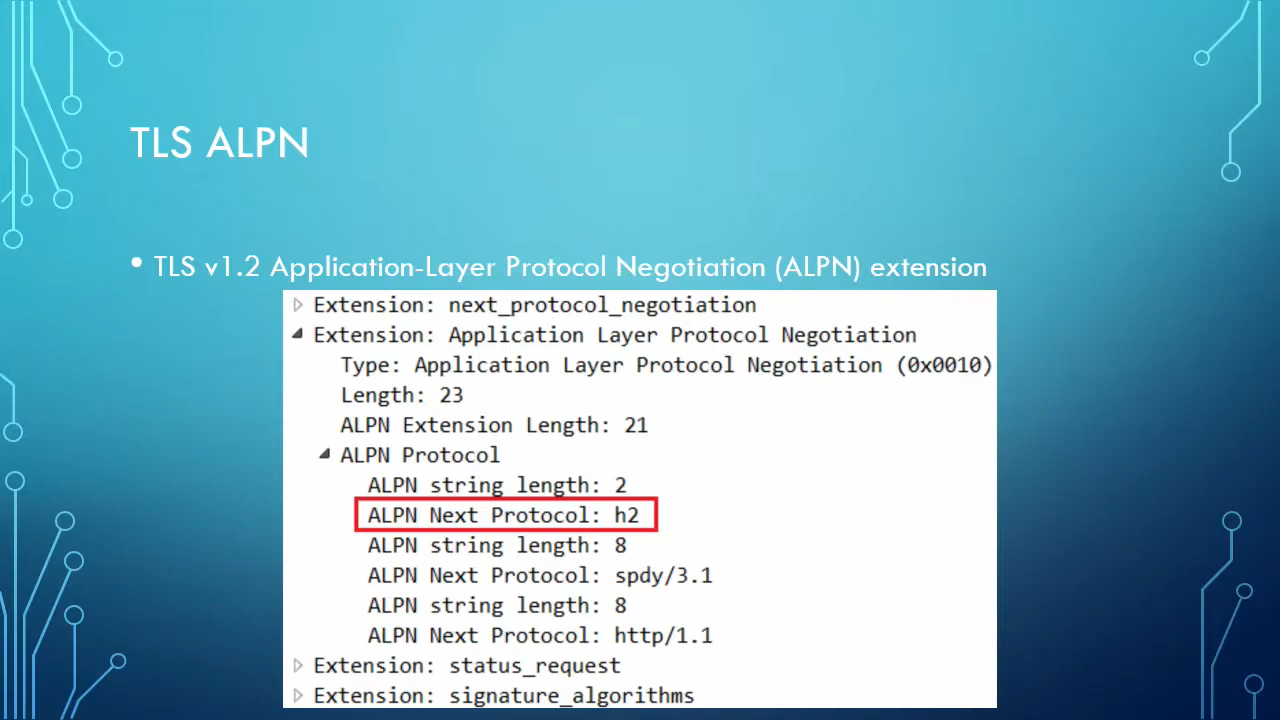 TLS ALPN
• TLS v1.2 Application-Layer Protocol Negotiation (ALPN) extension
Extension: next_protocol_negotiation
Extension: Application Layer Protocol Negotiation
Type: Application Layer Protocol Negotiation (0x0010)
Length: 23
ALPN Extension Length: 21
ALPN Protocol
ALPN string length: 2
ALPN Next Protocol: h2
ALPN string length: 8
ALPN Next Protocol: spdy/3.1
ALPN string length: 8
ALPN Next Protocol: http/1.1
Extension: status_request
Extension: signature_algorithms